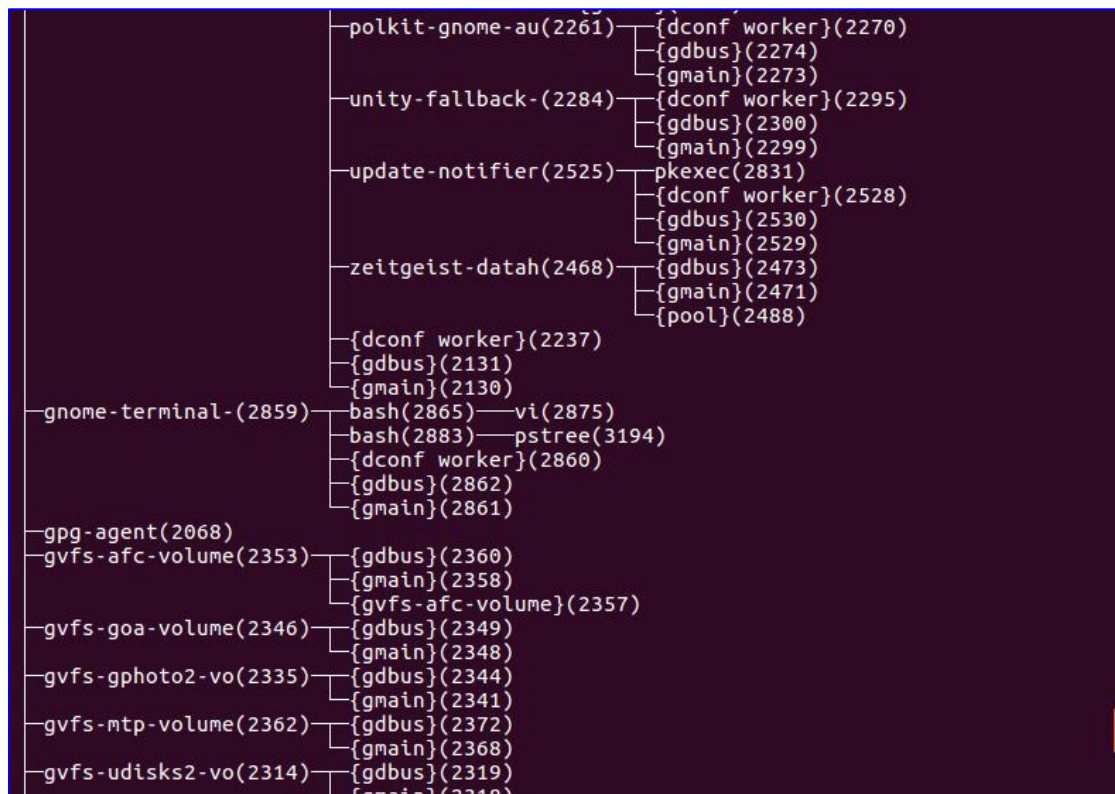 polkit-gnome-au(2261) {dconf worker}(2270)
{gdbus}(2274)
{gmain}(2273)
unity-fallback-(2284) {dconf worker}(2295)
{gdbus}(2300)
{gmain}(2299)
update-notifier(2525) pkexec(2831)
{dconf worker}(2528)
{gdbus}(2530)
{gmain}(2529)
zeitgeist-datah(2468) {gdbus}(2473)
{gmain}(2471)
{pool}(2488)
{dconf worker}(2237)
{gdbus}(2131)
{gmain}(2130)
gnome-terminal-(2859) bash(2865) vi(2875)
bash(2883) pstree(3194)
{dconf worker}(2860)
{gdbus}(2862)
{gmain}(2861)
gpg-agent(2068)
gvfs-afc-volume(2353) {gdbus}(2360)
{gmain}(2358)
{gvfs-afc-volume}(2357)
gvfs-goa-volume(2346) {gdbus}(2349)
{gmain}(2348)
gvfs-gphoto2-vo(2335) {gdbus}(2344)
{gmain}(2341)
gvfs-mtp-volume(2362) {gdbus}(2372)
{gmain}(2368)
gvfs-udisks2-vo(2314) {gdbus}(2319)